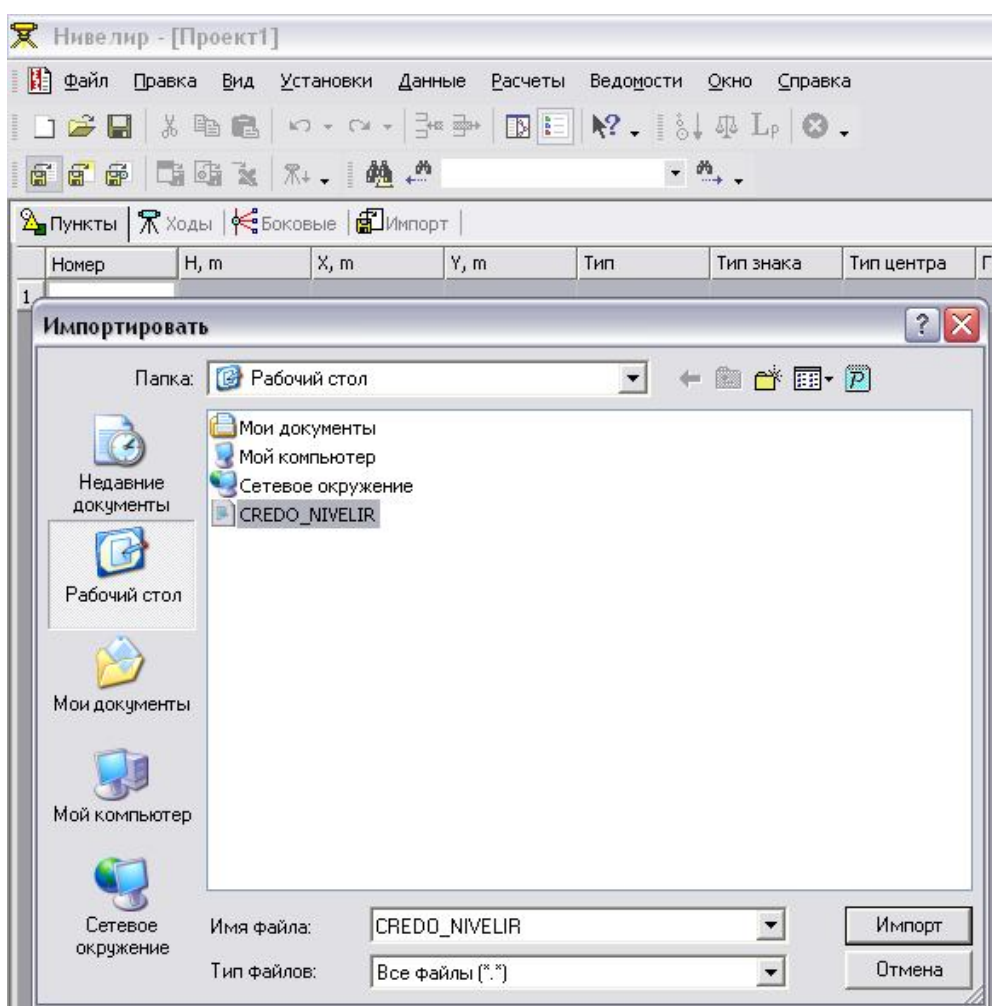 Нивелир - [Проект1]
Файл Правка Вид Установки Данные Расчеты Ведомости Окно Справка
Lp
Пункты Ходы Боковые Импорт
Номер H, m X, m Y, m Тип Тип знака Тип центра Г
1
Импортировать
Папка: Рабочий стол
Мои документы
Мой компьютер
Сетевое окружение
CREDO_NIVELIR
Недавние
документы
Рабочий стол
Мои документы
Мой компьютер
Сетевое
окружение
Имя файла: CREDO_NIVELIR Импорт
Тип файлов: Все файлы (*.*) Отмена